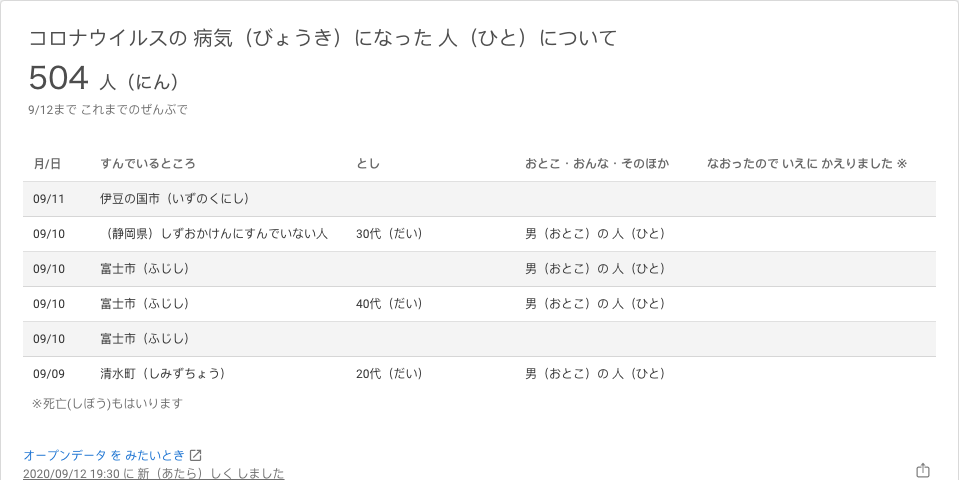 コロナウイルスの 病気（びょうき）になった 人（ひと）について
504 人（にん）
9/12まで これまでのぜんぶで
月/日 すんでいるところ とし おとこ・おんな・そのほか なおったので いえに かえりました ※
09/11 伊豆の国市（いずのくにし）
09/10 （静岡県）しずおかけんにすんでいない人 30代（だい） 男（おとこ）の 人（ひと）
09/10 富士市（ふじし） 男（おとこ）の 人（ひと）
09/10 富士市（ふじし） 40代（だい） 男（おとこ）の 人（ひと）
09/10 富士市（ふじし）
09/09 清水町（しみずちょう） 20代（だい） 男（おとこ）の 人（ひと）
※死亡(しぼう)もはいります
オープンデータ を みたいとき
2020/09/12 19:30 に 新（あたら）しく しました